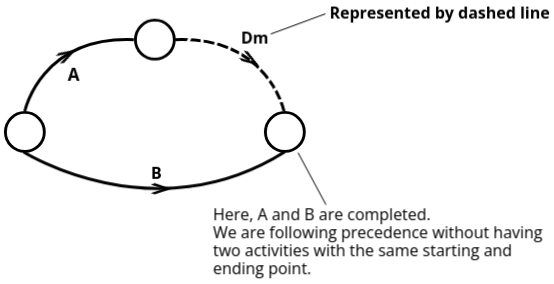 Represented by dashed line
Dm
A
B
Here, A and B are completed.
We are following precedence without having
two activities with the same starting and
ending point.